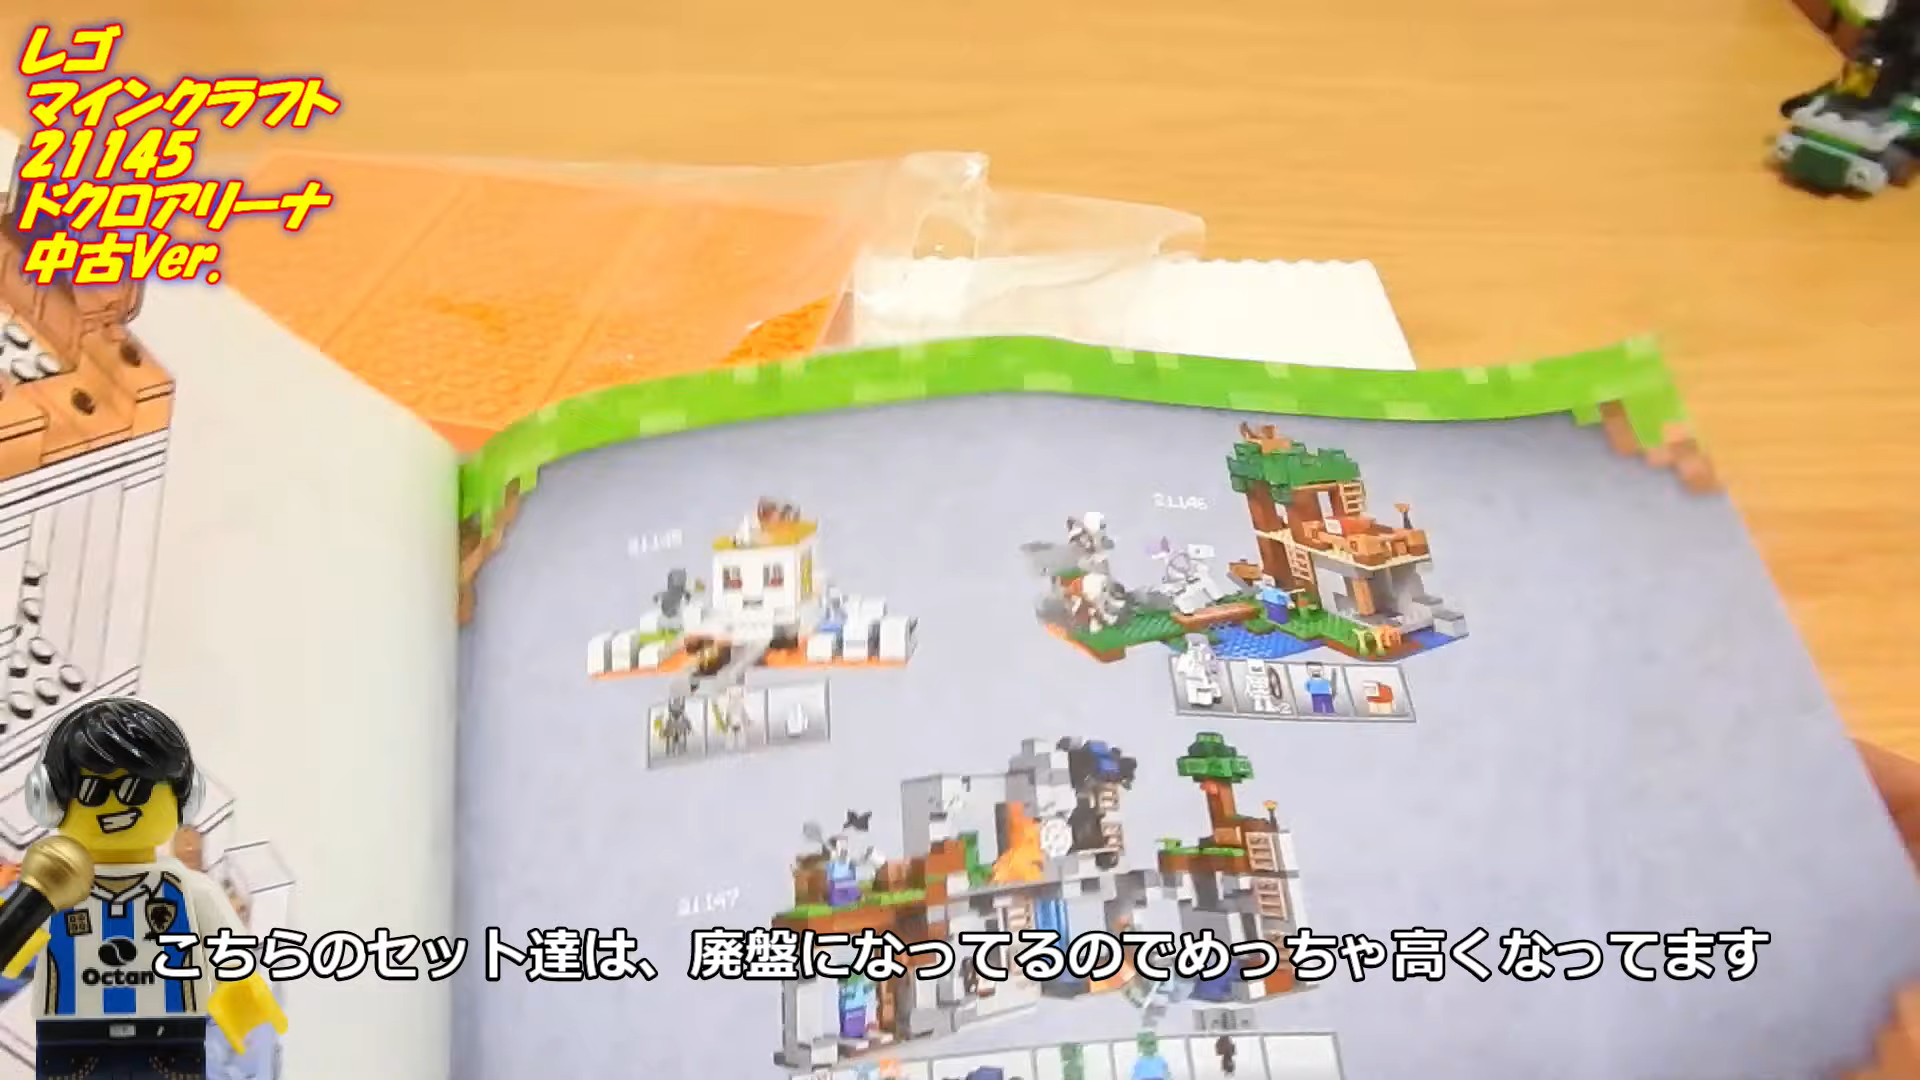 レゴ
マインクラフト
21145
ドクロアリーナ
中古Ver.
21145
21146
21147
Octan
こちらのセット達は、廃盤になってるのでめっちゃ高くなってます